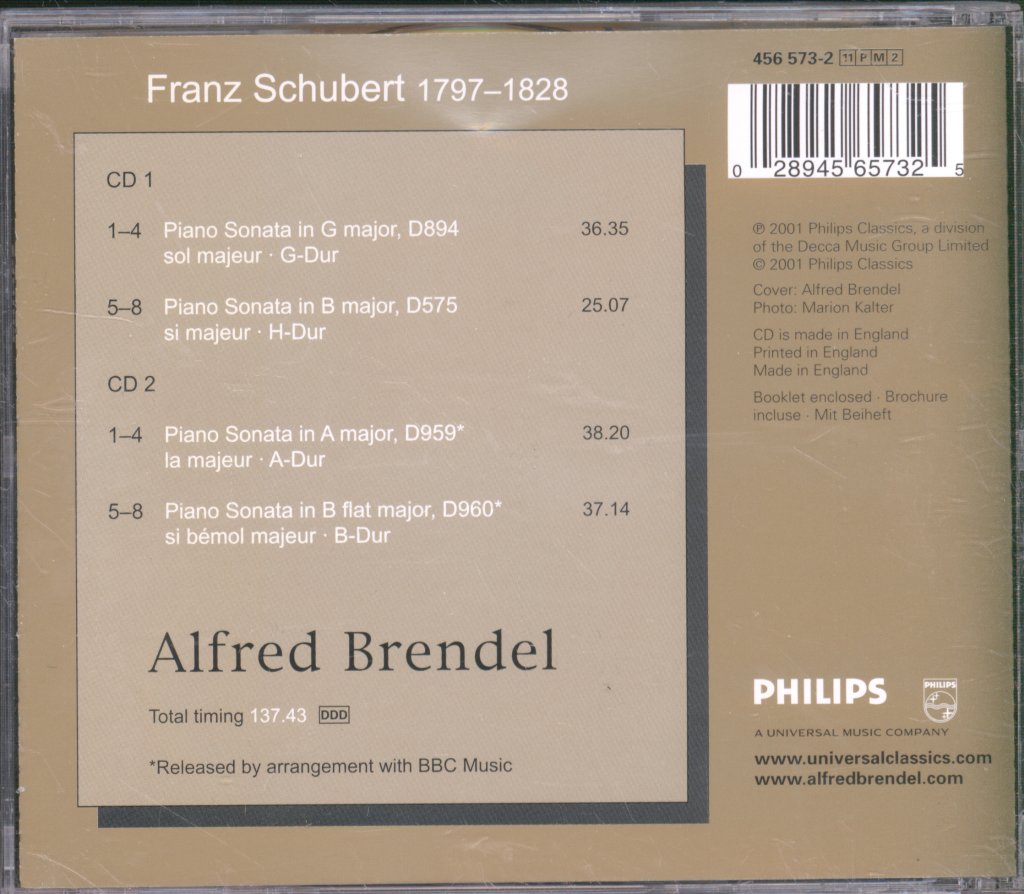 Franz Schubert 1797–1828
CD 1
1–4 Piano Sonata in G major, D894 36.35
sol majeur · G-Dur
5–8 Piano Sonata in B major, D575 25.07
si majeur · H-Dur
CD 2
1–4 Piano Sonata in A major, D959* 38.20
la majeur · A-Dur
5–8 Piano Sonata in B flat major, D960* 37.14
si bémol majeur · B-Dur
Alfred Brendel
Total timing 137.43 DDD
*Released by arrangement with BBC Music
456 573-2 11 P M 2
0 28945 65732 5
℗ 2001 Philips Classics, a division
of the Decca Music Group Limited
© 2001 Philips Classics
Cover: Alfred Brendel
Photo: Marion Kalter
CD is made in England
Printed in England
Made in England
Booklet enclosed · Brochure
incluse · Mit Beiheft
PHILIPS
PHILIPS
A UNIVERSAL MUSIC COMPANY
www.universalclassics.com
www.alfredbrendel.com